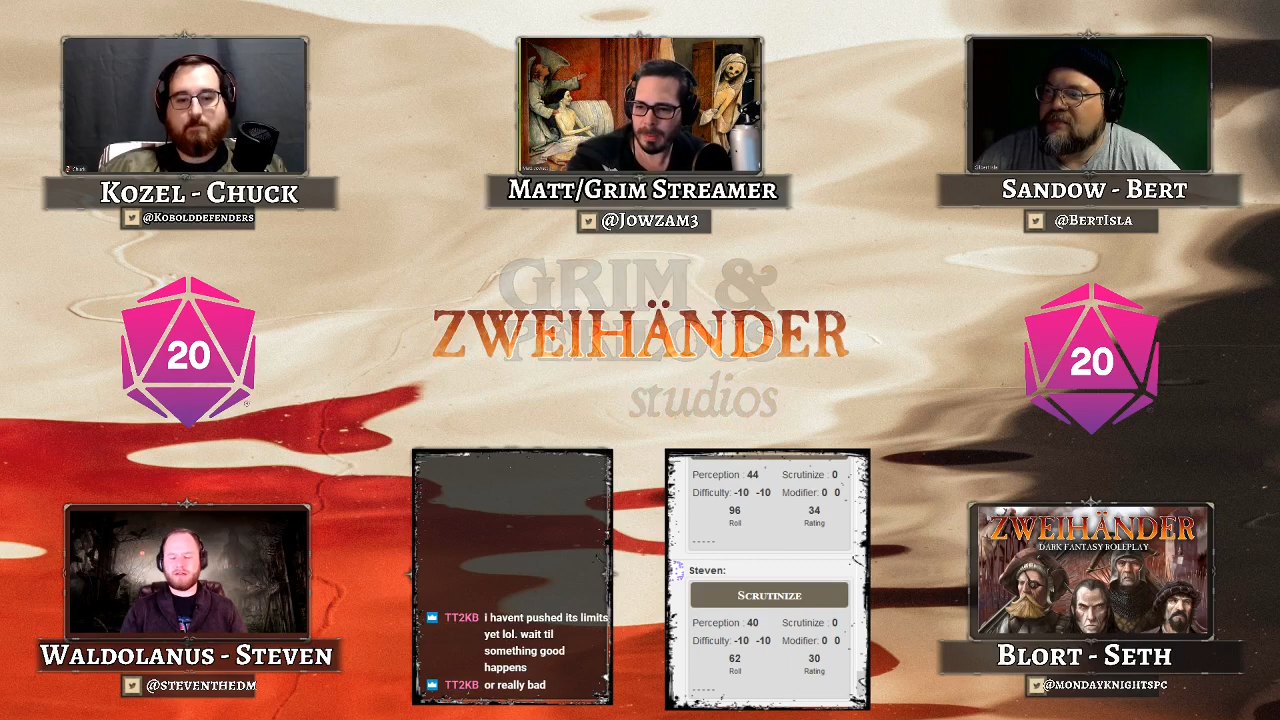 Chuck
Kozel - Chuck
@Kobolddefenders
Matt/Grim Streamer
@Jowzam3
Sandow - Bert
@BertIsla
20
GRIM &
PERILOUS
ZWEIHÄNDER
studios
20
TT2KB i havent pushed its limits
yet lol. wait til
something good
happens
TT2KB or really bad
Perception : 44 Scrutinize : 0
Difficulty: -10 -10 Modifier: 0 0
96 34
Roll Rating
-----
Steven:
Scrutinize
Perception : 40 Scrutinize : 0
Difficulty: -10 -10 Modifier: 0 0
62 30
Roll Rating
-----
Waldolanus - Steven
@steventhedm
ZWEIHÄNDER
DARK FANTASY ROLEPLAY
Blort - Seth
@mondayknightspc